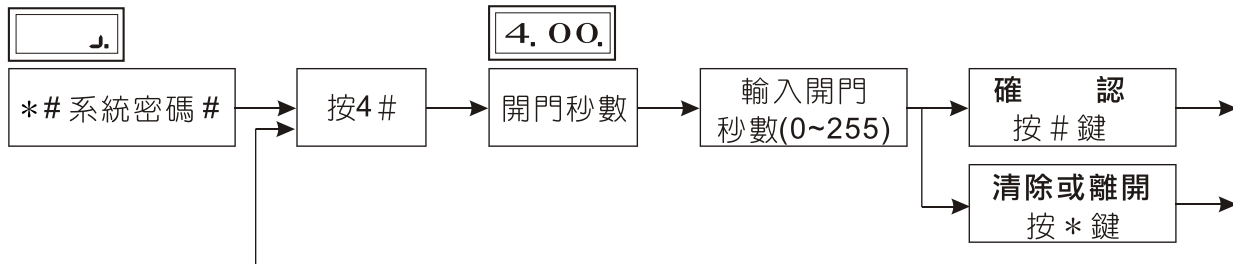 4. 00.
*# 系統密碼 #
按4 #
開門秒數
輸入開門
秒數(0~255)
確 認
按 # 鍵
清除或離開
按 * 鍵